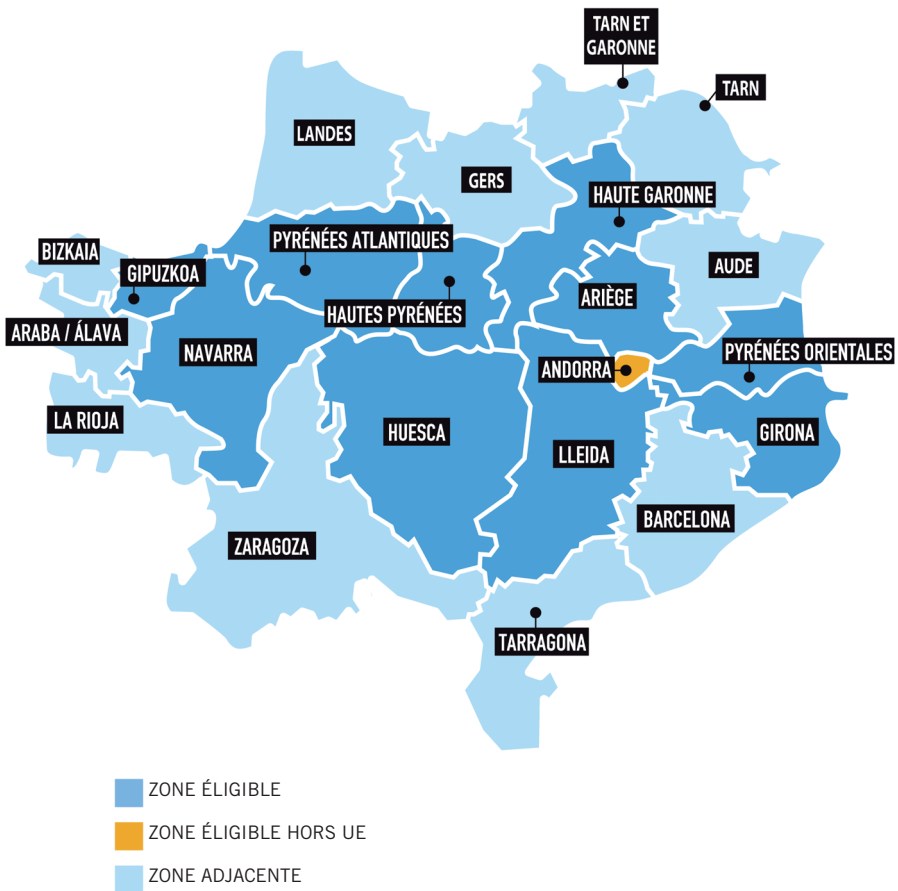 TARN ET
GARONNE
TARN
LANDES
GERS
HAUTE GARONNE
PYRÉNÉES ATLANTIQUES
BIZKAIA
GIPUZKOA
AUDE
ARIÈGE
HAUTES PYRÉNÉES
ARABA / ÁLAVA
NAVARRA
PYRÉNÉES ORIENTALES
ANDORRA
LA RIOJA
HUESCA
GIRONA
LLEIDA
BARCELONA
ZARAGOZA
TARRAGONA
ZONE ÉLIGIBLE
ZONE ÉLIGIBLE HORS UE
ZONE ADJACENTE